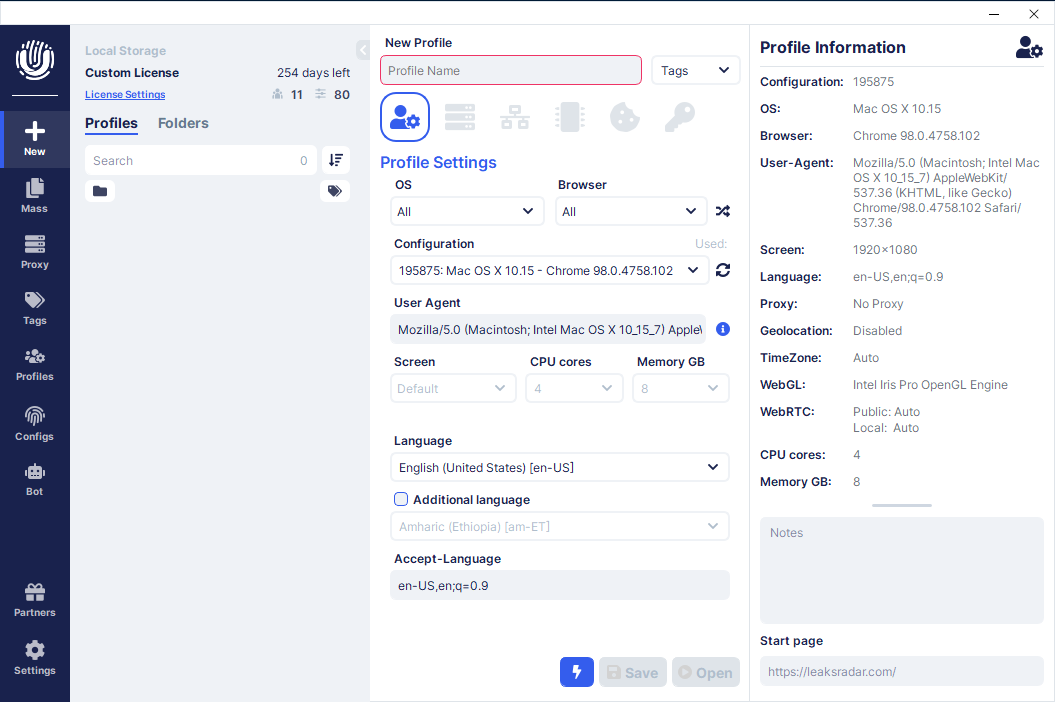 New
Mass
Proxy
Tags
Profiles
Configs
Bot
Partners
Settings
Local Storage
Custom License 254 days left
License Settings 11 80
Profiles Folders
Search 0
New Profile
Profile Name Tags
Profile Settings
OS Browser
All All
Configuration Used:
195875: Mac OS X 10.15 - Chrome 98.0.4758.102
User Agent
Mozilla/5.0 (Macintosh; Intel Mac OS X 10_15_7) AppleW
Screen CPU cores Memory GB
Default 4 8
Language
English (United States) [en-US]
Additional language
Amharic (Ethiopia) [am-ET]
Accept-Language
en-US,en;q=0.9
Save Open
Profile Information
Configuration: 195875
OS: Mac OS X 10.15
Browser: Chrome 98.0.4758.102
User-Agent: Mozilla/5.0 (Macintosh; Intel Mac
OS X 10_15_7) AppleWebKit/
537.36 (KHTML, like Gecko)
Chrome/98.0.4758.102 Safari/
537.36
Screen: 1920×1080
Language: en-US,en;q=0.9
Proxy: No Proxy
Geolocation: Disabled
TimeZone: Auto
WebGL: Intel Iris Pro OpenGL Engine
WebRTC: Public: Auto
Local: Auto
CPU cores: 4
Memory GB: 8
Notes
Start page
https://leaksradar.com/